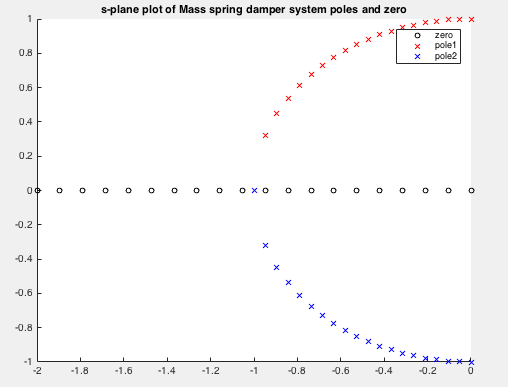 s-plane plot of Mass spring damper system poles and zero
1
zero
pole1
pole2
0.8
0.6
0.4
0.2
0
-0.2
-0.4
-0.6
-0.8
-1
-2 -1.8 -1.6 -1.4 -1.2 -1 -0.8 -0.6 -0.4 -0.2 0